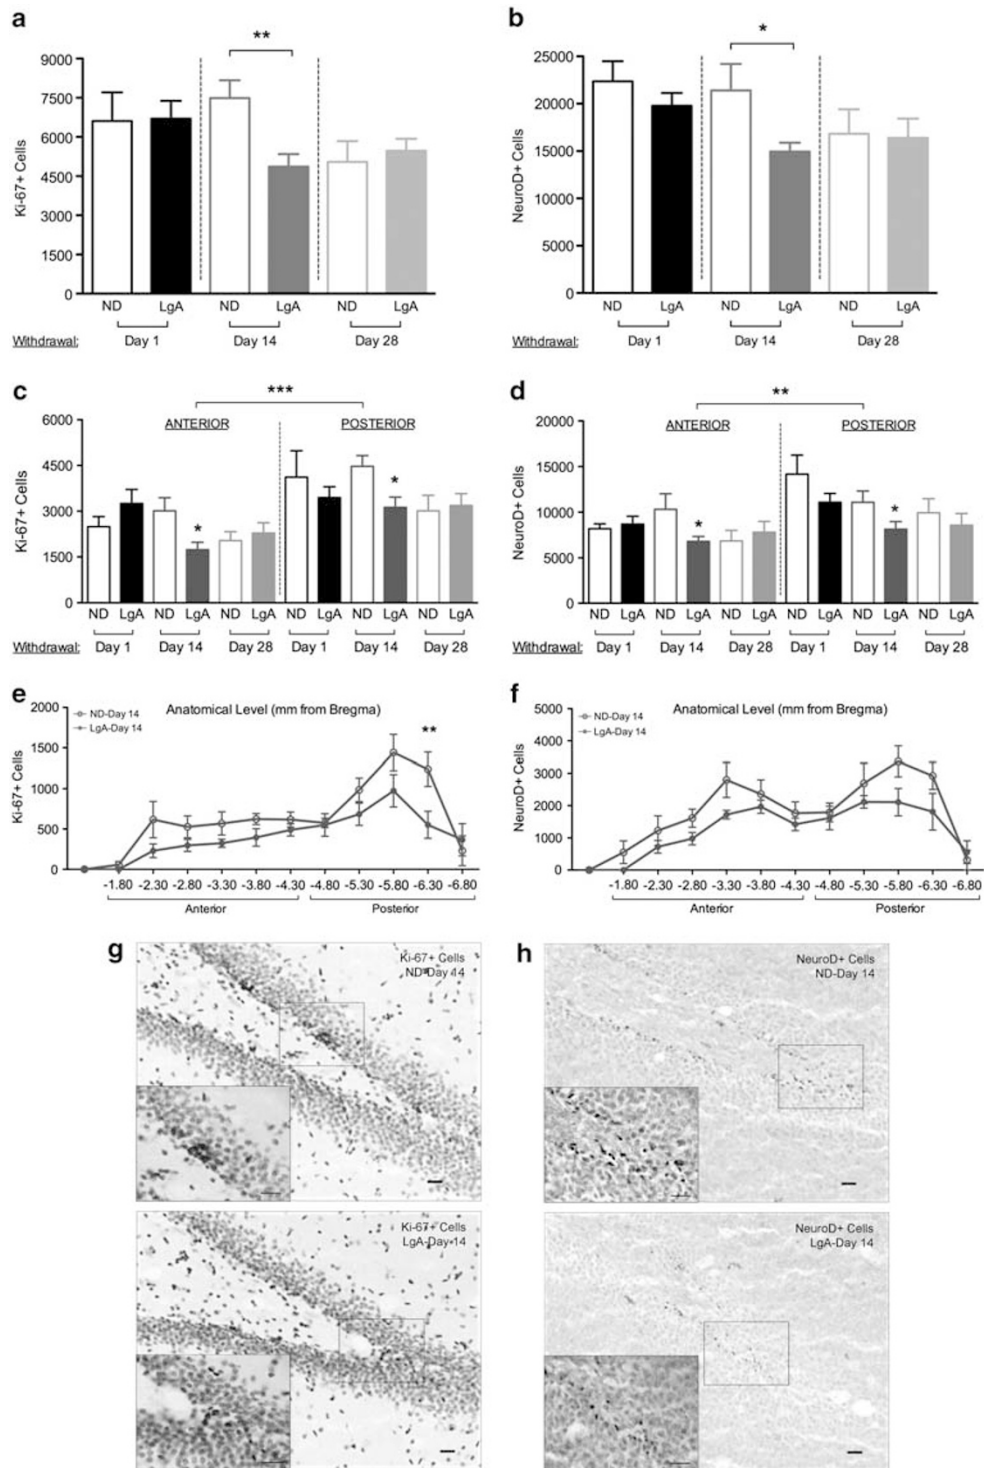 a
**
9000
7500
6000
4500
3000
1500
0
Ki-67+ Cells
ND LgA ND LgA ND LgA
Withdrawal: Day 1 Day 14 Day 28
b
*
25000
20000
15000
10000
5000
0
NeuroD+ Cells
ND LgA ND LgA ND LgA
Withdrawal: Day 1 Day 14 Day 28
c
***
ANTERIOR POSTERIOR
6000
4500
3000
1500
0
Ki-67+ Cells
* *
ND LgA ND LgA ND LgA ND LgA ND LgA ND LgA
Withdrawal: Day 1 Day 14 Day 28 Day 1 Day 14 Day 28
d
**
ANTERIOR POSTERIOR
20000
15000
10000
5000
0
NeuroD+ Cells
* *
ND LgA ND LgA ND LgA ND LgA ND LgA ND LgA
Withdrawal: Day 1 Day 14 Day 28 Day 1 Day 14 Day 28
e
Anatomical Level (mm from Bregma)
ND-Day 14
LgA-Day 14
**
2000
1500
1000
500
0
Ki-67+ Cells
-1.80 -2.30 -2.80 -3.30 -3.80 -4.30 -4.80 -5.30 -5.80 -6.30 -6.80
Anterior Posterior
f
Anatomical Level (mm from Bregma)
ND-Day 14
LgA-Day 14
5000
4000
3000
2000
1000
0
NeuroD+ Cells
-1.80 -2.30 -2.80 -3.30 -3.80 -4.30 -4.80 -5.30 -5.80 -6.30 -6.80
Anterior Posterior
g
Ki-67+ Cells
ND-Day 14
Ki-67+ Cells
LgA-Day 14
h
NeuroD+ Cells
ND-Day 14
NeuroD+ Cells
LgA-Day 14